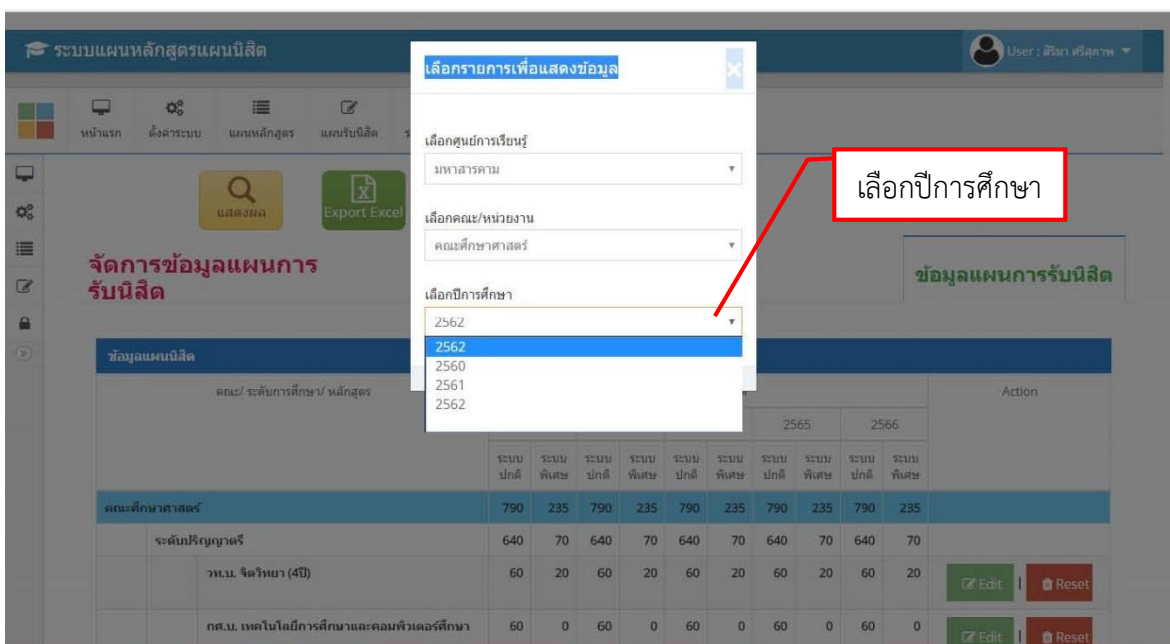 ระบบแผนหลักสูตรแผนนิสิต
User : สิริมา ศรีสุภาพ
เลือกรายการเพื่อแสดงข้อมูล
หน้าแรก ตั้งค่าระบบ แผนหลักสูตร แผนรับนิสิต
เลือกศูนย์การเรียนรู้
มหาสารคาม
เลือกปีการศึกษา
แสดงผล Export Excel
เลือกคณะ/หน่วยงาน
คณะศึกษาศาสตร์
จัดการข้อมูลแผนการ
รับนิสิต
ข้อมูลแผนการรับนิสิต
เลือกปีการศึกษา
2562
2562
2560
2561
2562
ข้อมูลแผนนิสิต
คณะ/ ระดับการศึกษา/ หลักสูตร Action
2565 2566
ระบบ ระบบ ระบบ ระบบ ระบบ ระบบ ระบบ ระบบ ระบบ ระบบ
ปกติ พิเศษ ปกติ พิเศษ ปกติ พิเศษ ปกติ พิเศษ ปกติ พิเศษ
คณะศึกษาศาสตร์ 790 235 790 235 790 235 790 235 790 235
ระดับปริญญาตรี 640 70 640 70 640 70 640 70 640 70
วท.บ. จิตวิทยา (4ปี) 60 20 60 20 60 20 60 20 60 20 Edit | Reset
กศ.บ. เทคโนโลยีการศึกษาและคอมพิวเตอร์ศึกษา 60 0 60 0 60 0 60 0 60 0 Edit | Reset